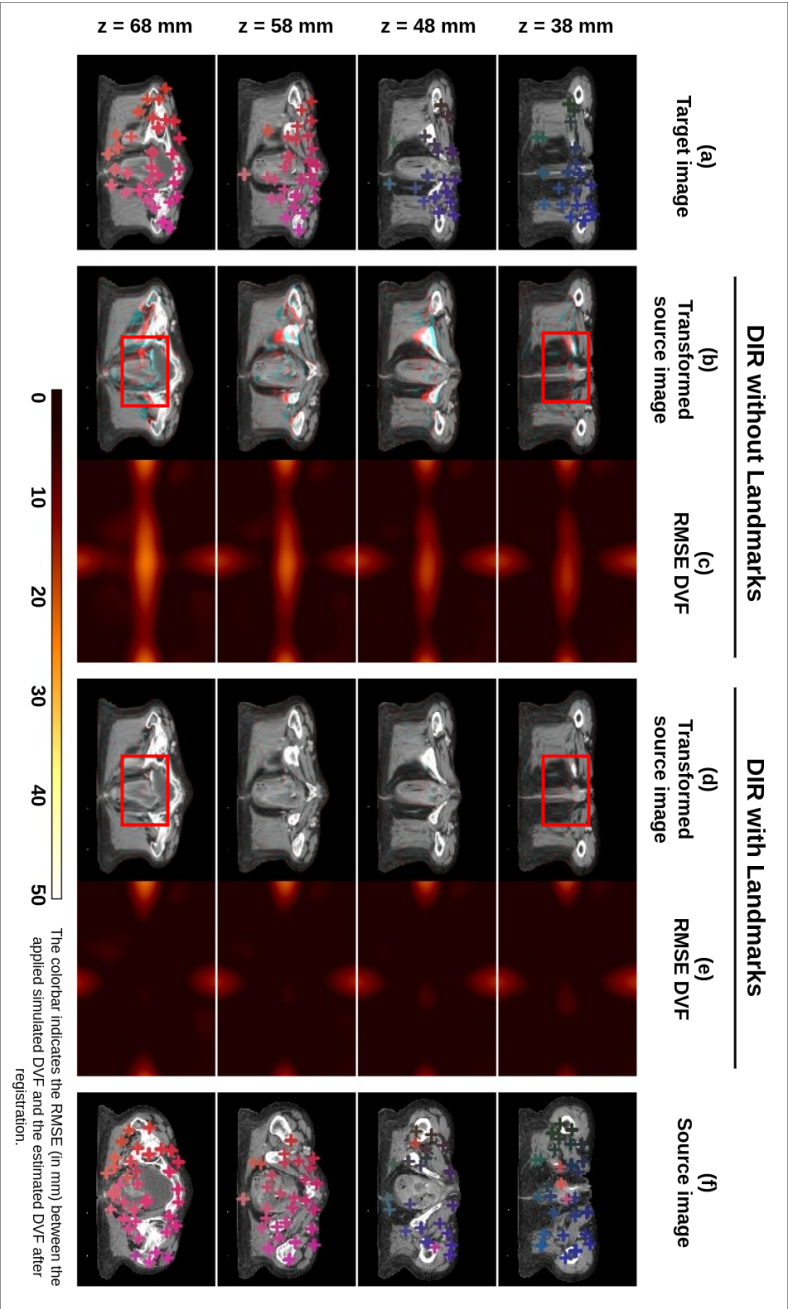 DIR without Landmarks
DIR with Landmarks
(a)
Target image
(b)
Transformed
source image
(c)
RMSE DVF
(d)
Transformed
source image
(e)
RMSE DVF
(f)
Source image
z = 38 mm
z = 48 mm
z = 58 mm
z = 68 mm
0 10 20 30 40 50
The colorbar indicates the RMSE (in mm) between the
applied simulated DVF and the estimated DVF after
registration.